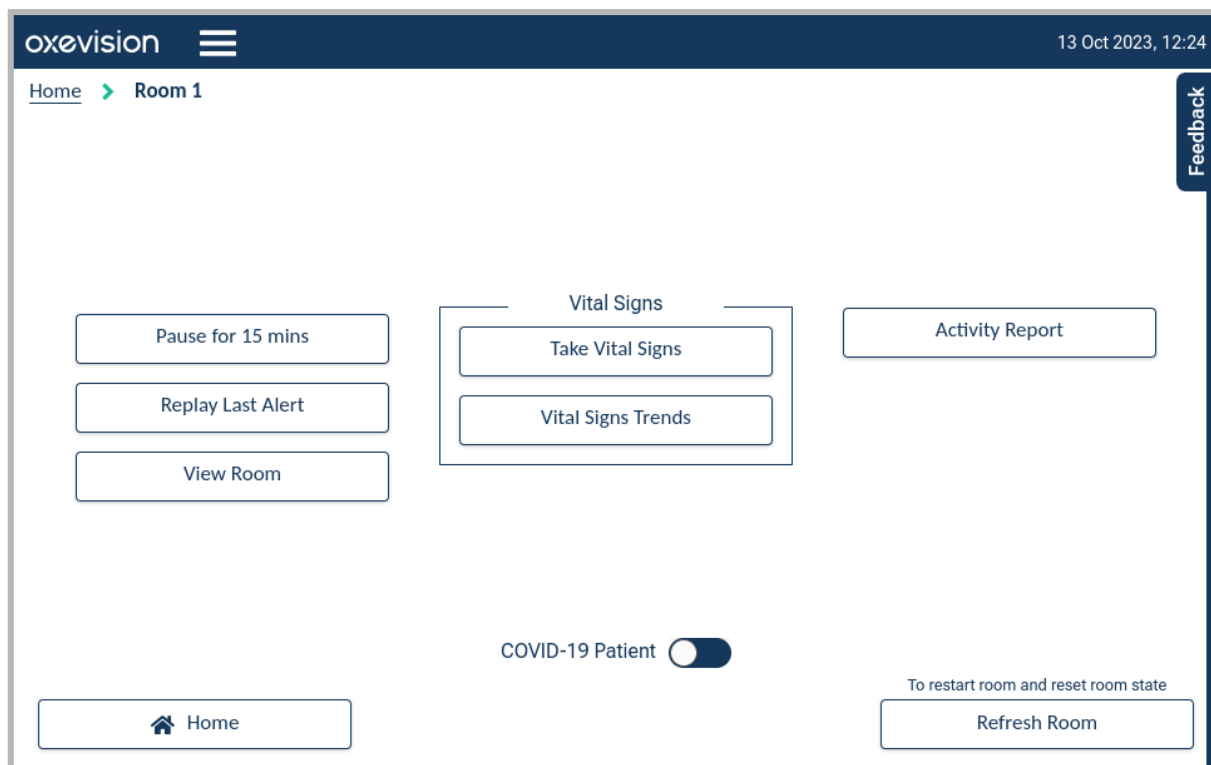 oxevision
13 Oct 2023, 12:24
Home Room 1
Feedback
Pause for 15 mins
Replay Last Alert
View Room
Vital Signs
Take Vital Signs
Vital Signs Trends
Activity Report
COVID-19 Patient
Home
To restart room and reset room state
Refresh Room